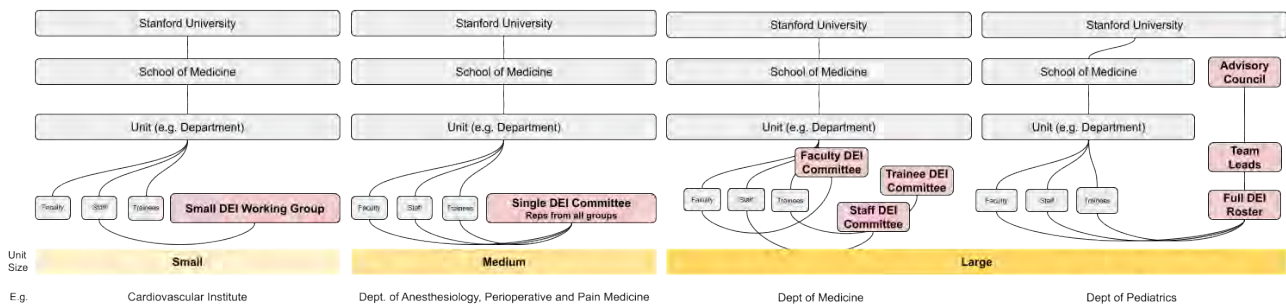 Stanford University
School of Medicine
Unit (e.g. Department)
Faculty
Staff
Trainees
Small DEI Working Group
Stanford University
School of Medicine
Unit (e.g. Department)
Faculty
Staff
Trainees
Single DEI Committee
Reps from all groups
Stanford University
School of Medicine
Unit (e.g. Department)
Faculty DEI
Committee
Trainee DEI
Committee
Faculty
Staff
Trainees
Staff DEI
Committee
Stanford University
School of Medicine
Advisory
Council
Unit (e.g. Department)
Team
Leads
Faculty
Staff
Trainees
Full DEI
Roster
Unit
Size
Small
Medium
Large
E.g.
Cardiovascular Institute
Dept. of Anesthesiology, Perioperative and Pain Medicine
Dept of Medicine
Dept of Pediatrics